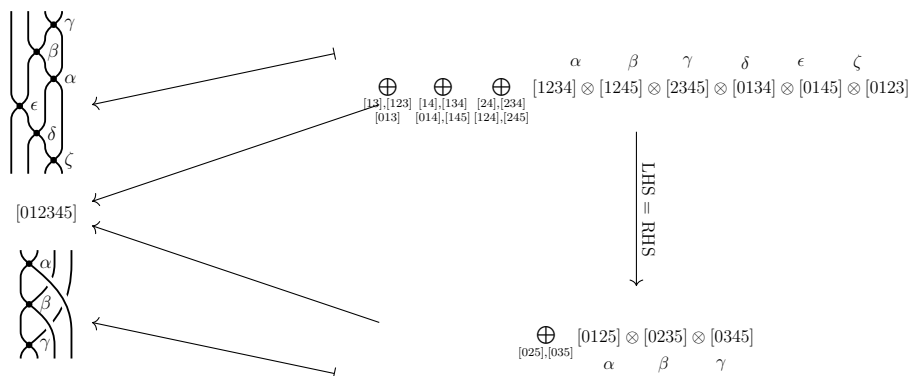 γ
β
α
ϵ
δ
ζ
α β γ δ ϵ ζ
⊕ ⊕ ⊕ [1234] ⊗ [1245] ⊗ [2345] ⊗ [0134] ⊗ [0145] ⊗ [0123]
[13],[123] [14],[134] [24],[234]
[013] [014],[145] [124],[245]
LHS = RHS
[012345]
α
β
γ
⊕ [0125] ⊗ [0235] ⊗ [0345]
[025],[035]
α β γ